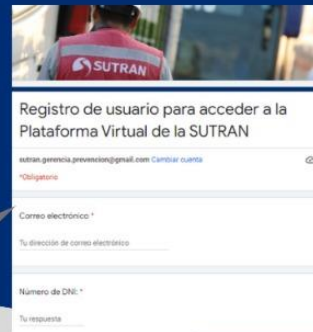 SUTRAN
Registro de usuario para acceder a la
Plataforma Virtual de la SUTRAN
sutran.gerencia.prevencion@gmail.com Cambiar cuenta
*Obligatorio
Correo electrónico *
Tu dirección de correo electrónico
Número de DNI: *
Tu respuesta